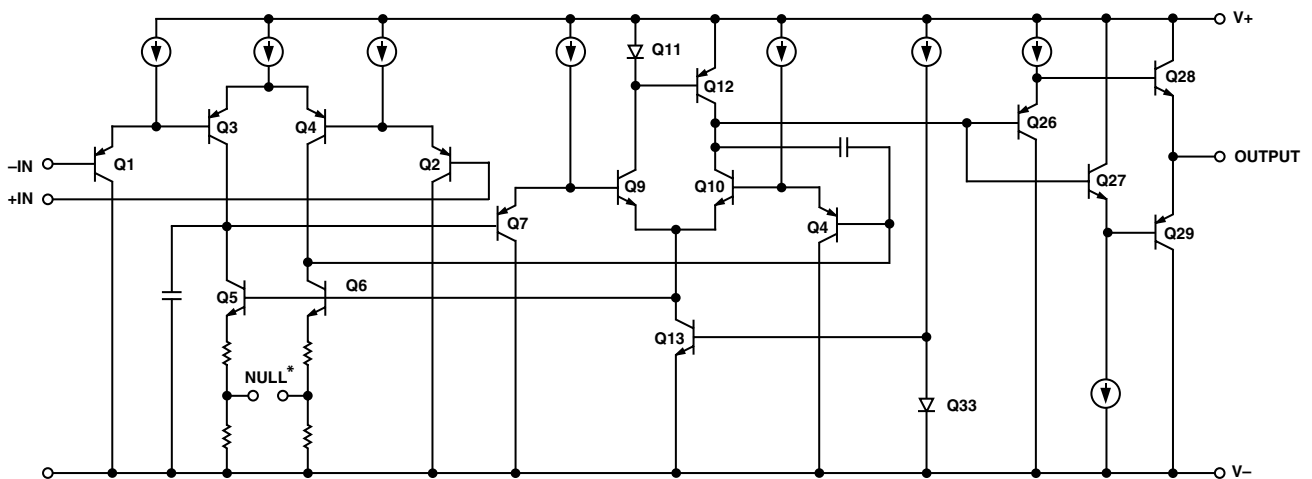 V+
Q11
Q12
Q28
Q3
Q4
Q26
–IN
Q1
Q2
OUTPUT
+IN
Q9
Q10
Q27
Q7
Q4
Q29
Q5
Q6
Q13
NULL*
Q33
V–